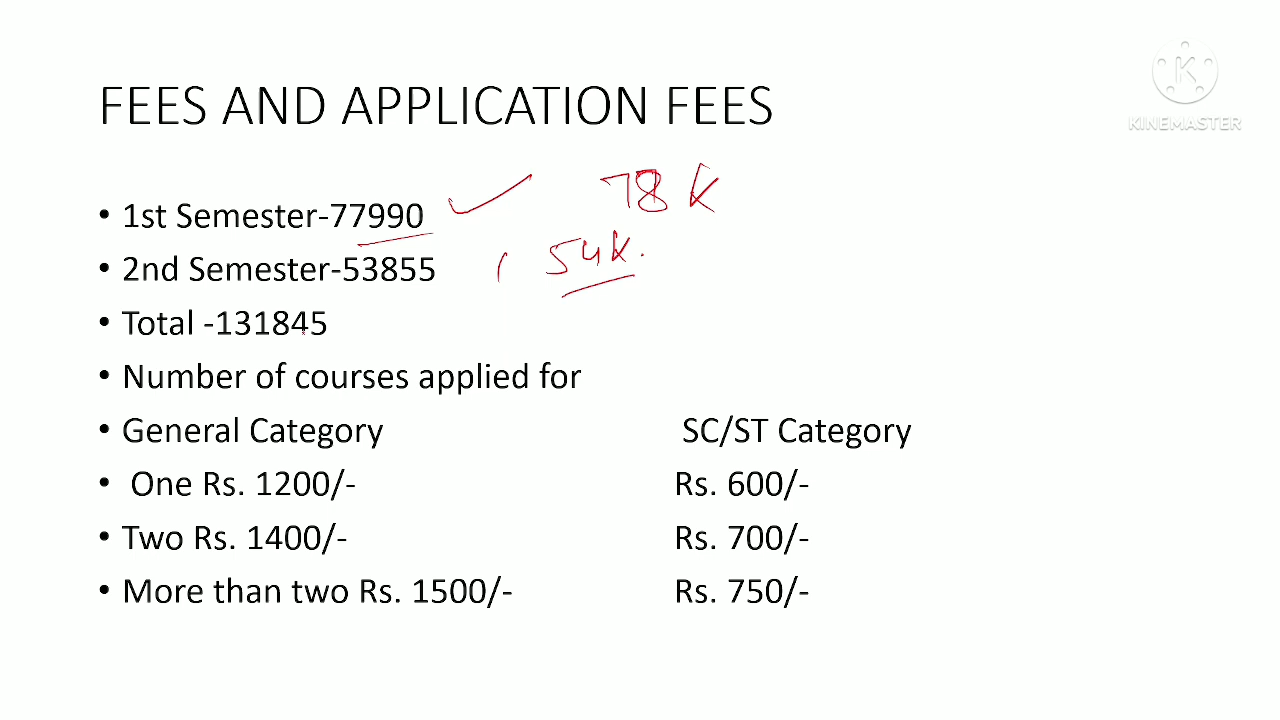 FEES AND APPLICATION FEES
K
KINEMASTER
• 1st Semester-77990 78 K
• 2nd Semester-53855 54K.
• Total -131845
• Number of courses applied for
• General Category SC/ST Category
• One Rs. 1200/- Rs. 600/-
• Two Rs. 1400/- Rs. 700/-
• More than two Rs. 1500/- Rs. 750/-